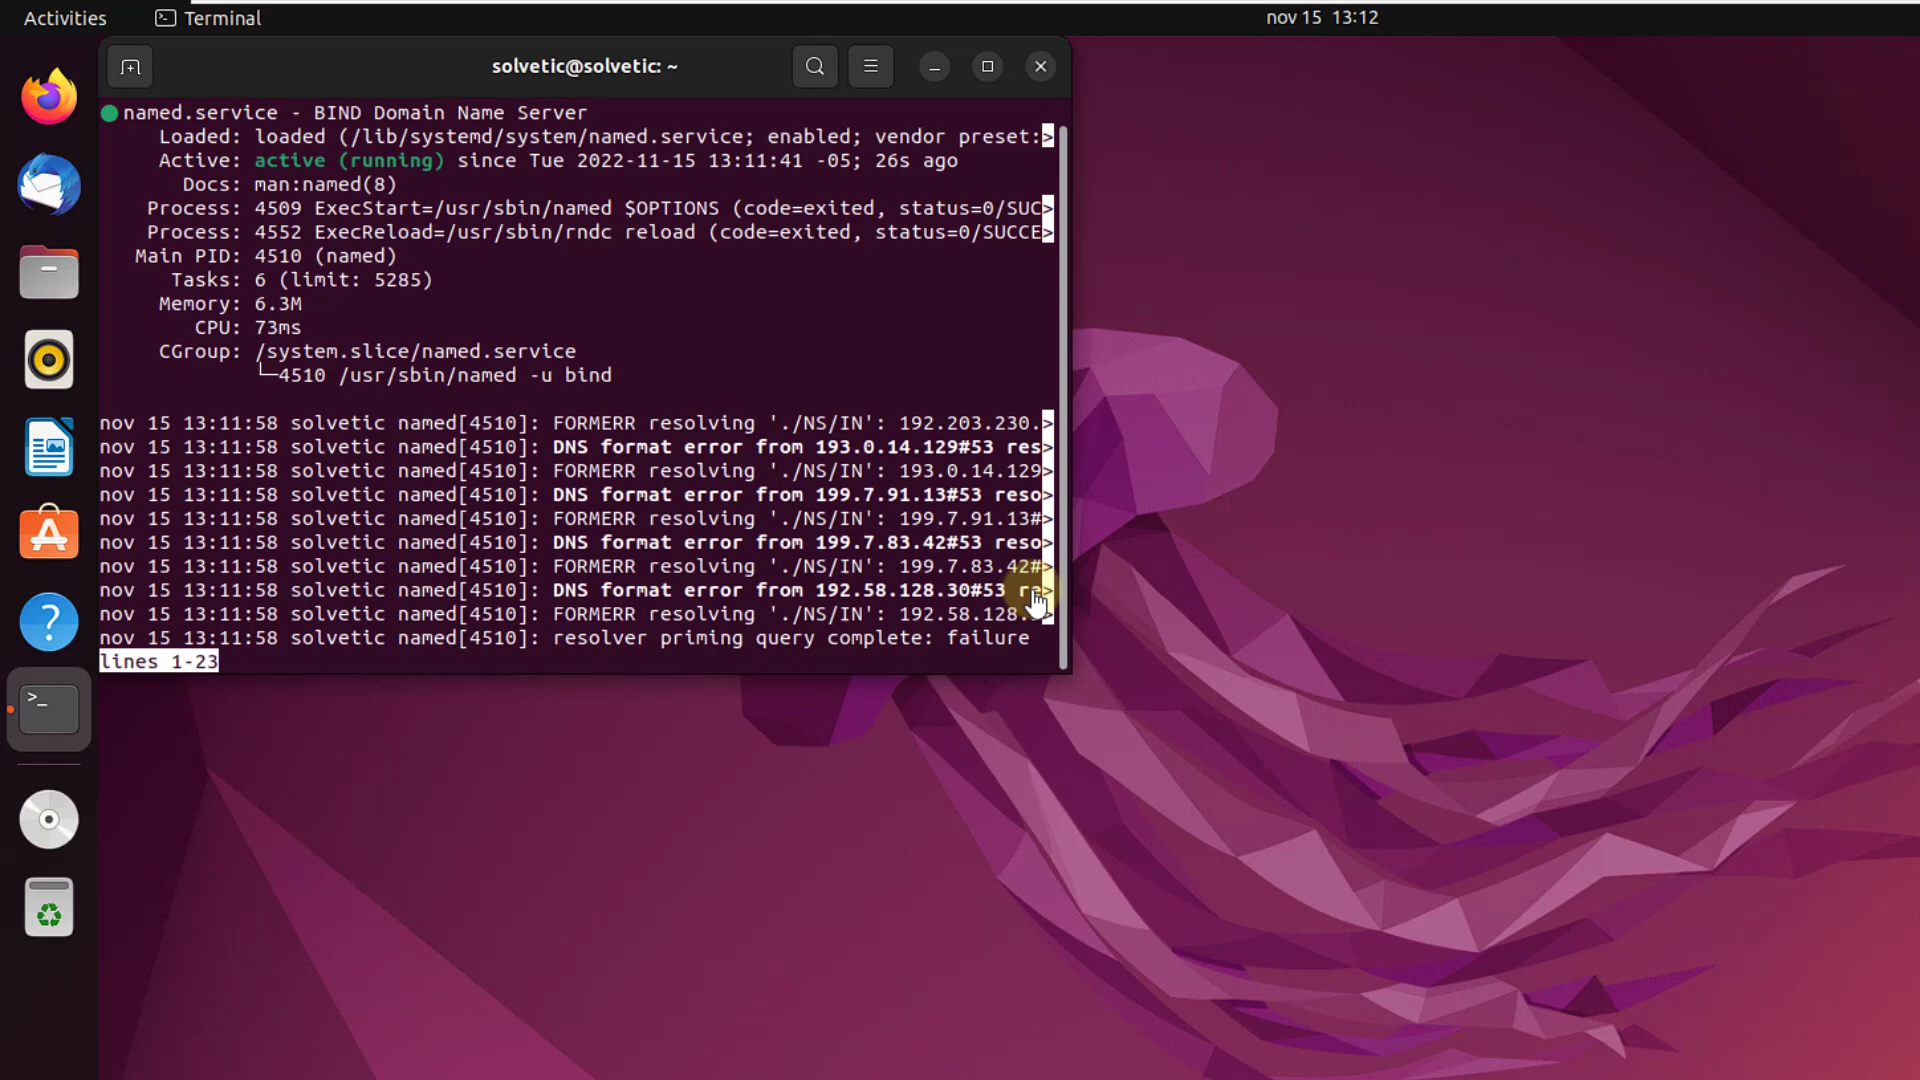 Activities
Terminal
nov 15 13:12
solvetic@solvetic: ~
named.service - BIND Domain Name Server
Loaded: loaded (/lib/systemd/system/named.service; enabled; vendor preset:>
Active: active (running) since Tue 2022-11-15 13:11:41 -05; 26s ago
Docs: man:named(8)
Process: 4509 ExecStart=/usr/sbin/named $OPTIONS (code=exited, status=0/SUC>
Process: 4552 ExecReload=/usr/sbin/rndc reload (code=exited, status=0/SUCCE>
Main PID: 4510 (named)
Tasks: 6 (limit: 5285)
Memory: 6.3M
CPU: 73ms
CGroup: /system.slice/named.service
└─4510 /usr/sbin/named -u bind
nov 15 13:11:58 solvetic named[4510]: FORMERR resolving './NS/IN': 192.203.230.>
nov 15 13:11:58 solvetic named[4510]: DNS format error from 193.0.14.129#53 res>
nov 15 13:11:58 solvetic named[4510]: FORMERR resolving './NS/IN': 193.0.14.129>
nov 15 13:11:58 solvetic named[4510]: DNS format error from 199.7.91.13#53 reso>
nov 15 13:11:58 solvetic named[4510]: FORMERR resolving './NS/IN': 199.7.91.13#>
nov 15 13:11:58 solvetic named[4510]: DNS format error from 199.7.83.42#53 reso>
nov 15 13:11:58 solvetic named[4510]: FORMERR resolving './NS/IN': 199.7.83.42#>
nov 15 13:11:58 solvetic named[4510]: DNS format error from 192.58.128.30#53 re>
nov 15 13:11:58 solvetic named[4510]: FORMERR resolving './NS/IN': 192.58.128.
nov 15 13:11:58 solvetic named[4510]: resolver priming query complete: failure
lines 1-23